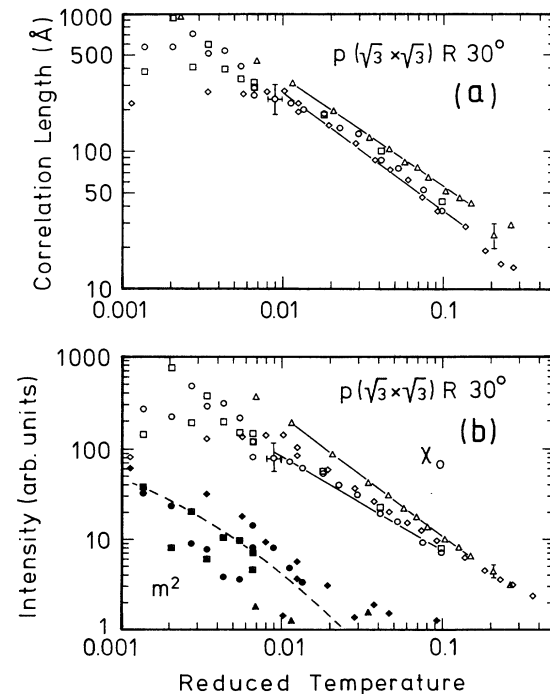 Correlation Length (Å)
1000
500
100
50
10
p(√3×√3)R 30°
(a)
0.001
0.01
0.1
Intensity (arb. units)
1000
100
10
1
p(√3×√3) R 30°
(b)
χ₀
m²
0.001
0.01
0.1
Reduced Temperature